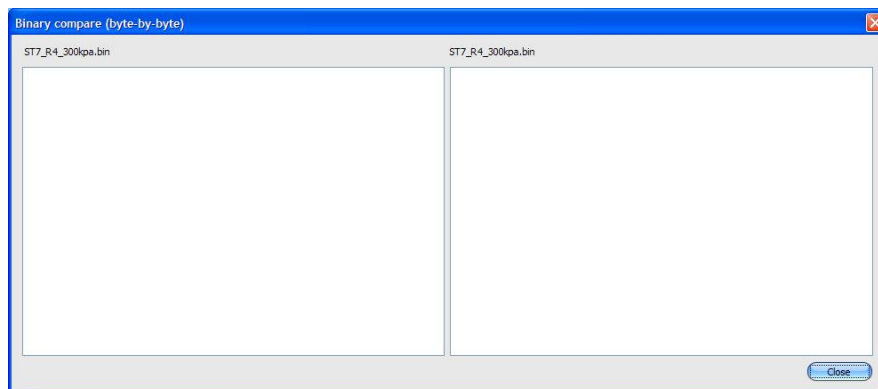 Binary compare (byte-by-byte)
ST7_R4_300kpa.bin
ST7_R4_300kpa.bin
Close